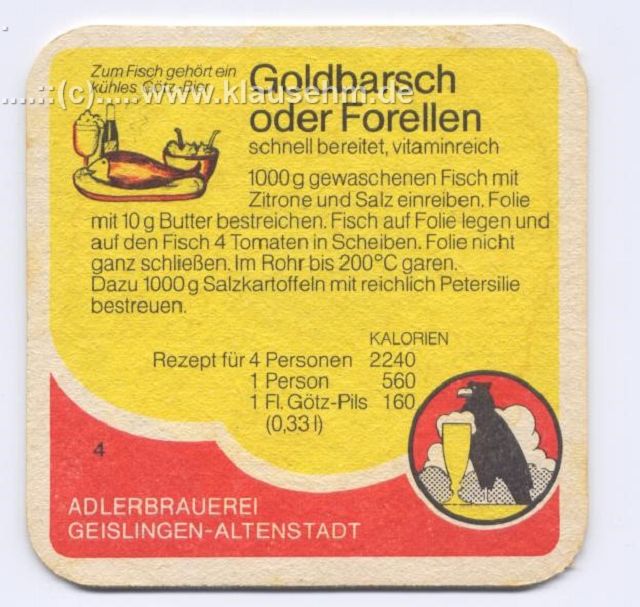 Zum Fisch gehört ein
kühles Götz-Bier
.....::(c).....www.klausehm.de
Goldbarsch
oder Forellen
schnell bereitet, vitaminreich
1000 g gewaschenen Fisch mit
Zitrone und Salz einreiben. Folie
mit 10 g Butter bestreichen. Fisch auf Folie legen und
auf den Fisch 4 Tomaten in Scheiben. Folie nicht
ganz schließen. Im Rohr bis 200°C garen.
Dazu 1000 g Salzkartoffeln mit reichlich Petersilie
bestreuen.
KALORIEN
Rezept für 4 Personen 2240
1 Person 560
1 Fl. Götz-Pils 160
(0,33 l)
4
ADLERBRAUEREI
GEISLINGEN-ALTENSTADT